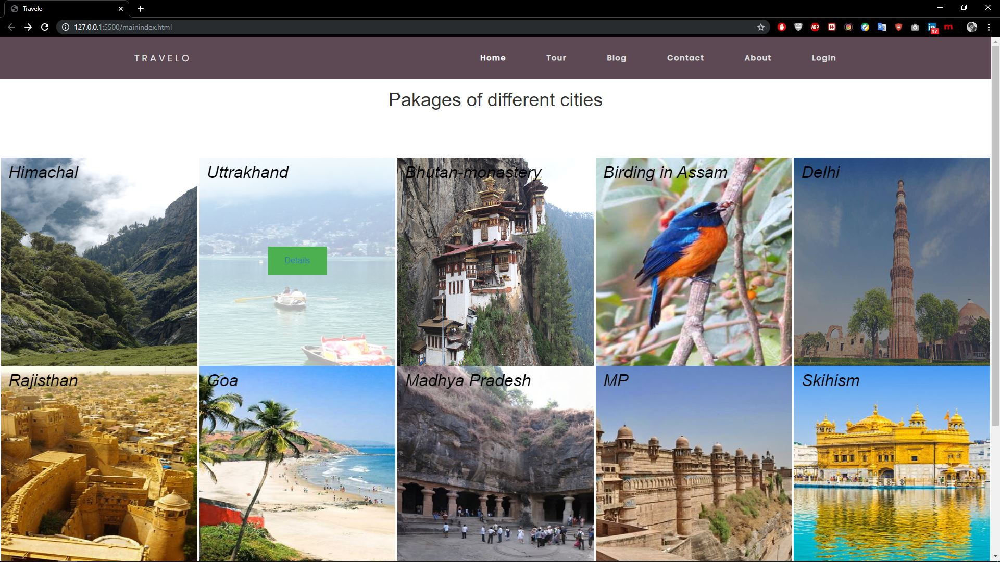 Travelo
127.0.0.1:5500/mainindex.html
ABP
17
m
TRAVELO
Home Tour Blog Contact About Login
Pakages of different cities
Himachal
Uttrakhand
Bhutan-monastery
Birding in Assam
Delhi
Details
Rajisthan
Goa
Madhya Pradesh
MP
Skihism